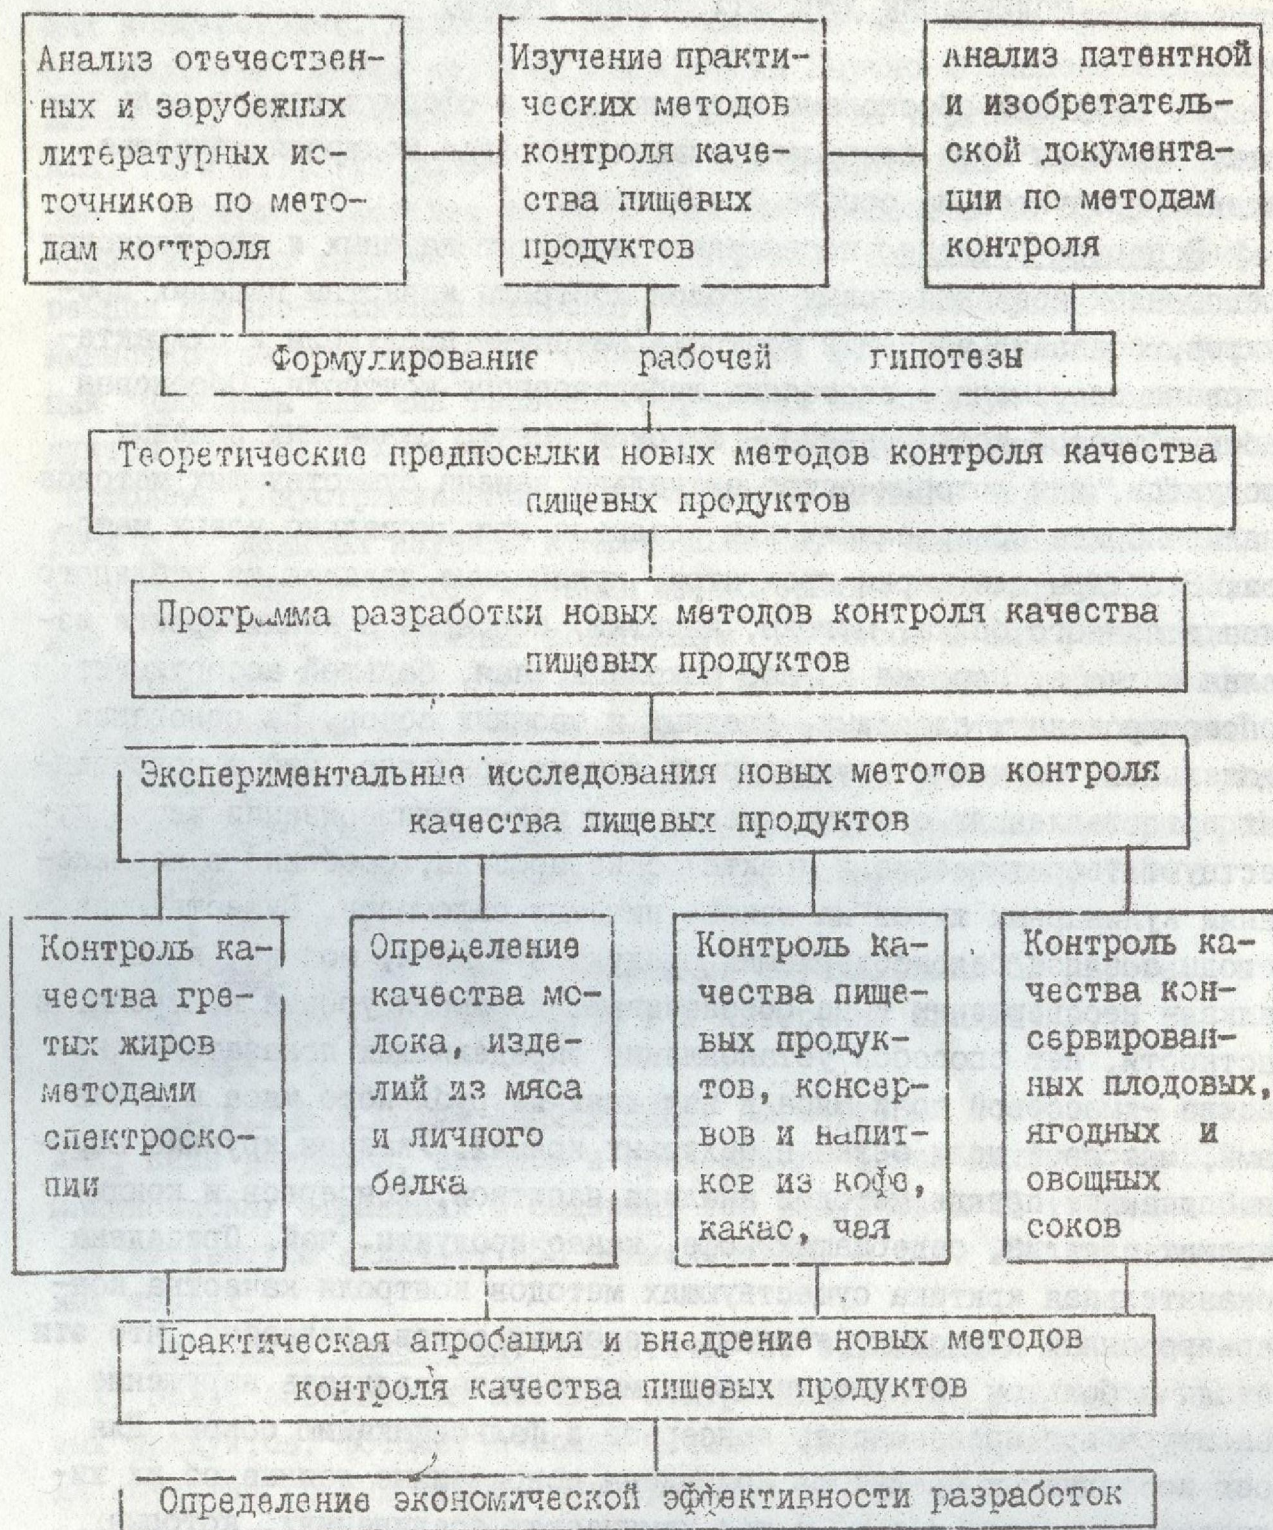 Анализ отечествен-
ных и зарубежных
литературных ис-
точников по мето-
дам контроля
Изучение практи-
ческих методов
контроля каче-
ства пищевых
продуктов
Анализ патентной
и изобретатель-
ской документа-
ции по методам
контроля
Формулирование рабочей гипотезы
Теоретические предпосылки новых методов контроля качества
пищевых продуктов
Программа разработки новых методов контроля качества
пищевых продуктов
Экспериментальные исследования новых методов контроля
качества пищевых продуктов
Контроль ка-
чества гре-
тых жиров
методами
спектроско-
пии
Определение
качества мо-
лока, изде-
лий из мяса
и яичного
белка
Контроль ка-
чества пище-
вых продук-
тов, консер-
вов и напит-
ков из кофе,
какао, чая
Контроль ка-
чества кон-
сервирован-
ных плодовых,
ягодных и
овощных
соков
Практическая апробация и внедрение новых методов
контроля качества пищевых продуктов
Определение экономической эффективности разработок